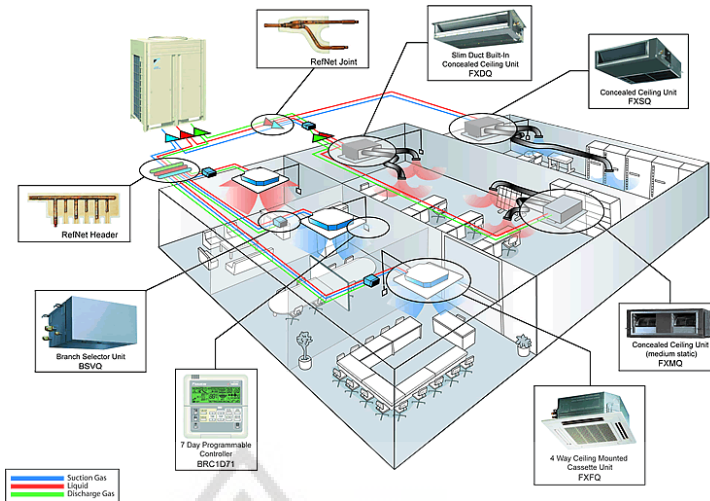 RefNet Joint
Slim Duct Built-In
Concealed Ceiling Unit
FXDQ
Concealed Ceiling Unit
FXSQ
RefNet Header
Branch Selector Unit
BSVQ
7 Day Programmable
Controller
BRC1D71
Concealed Ceiling Unit
(medium static)
FXMQ
4 Way Ceiling Mounted
Cassette Unit
FXFQ
Suction Gas
Liquid
Discharge Gas